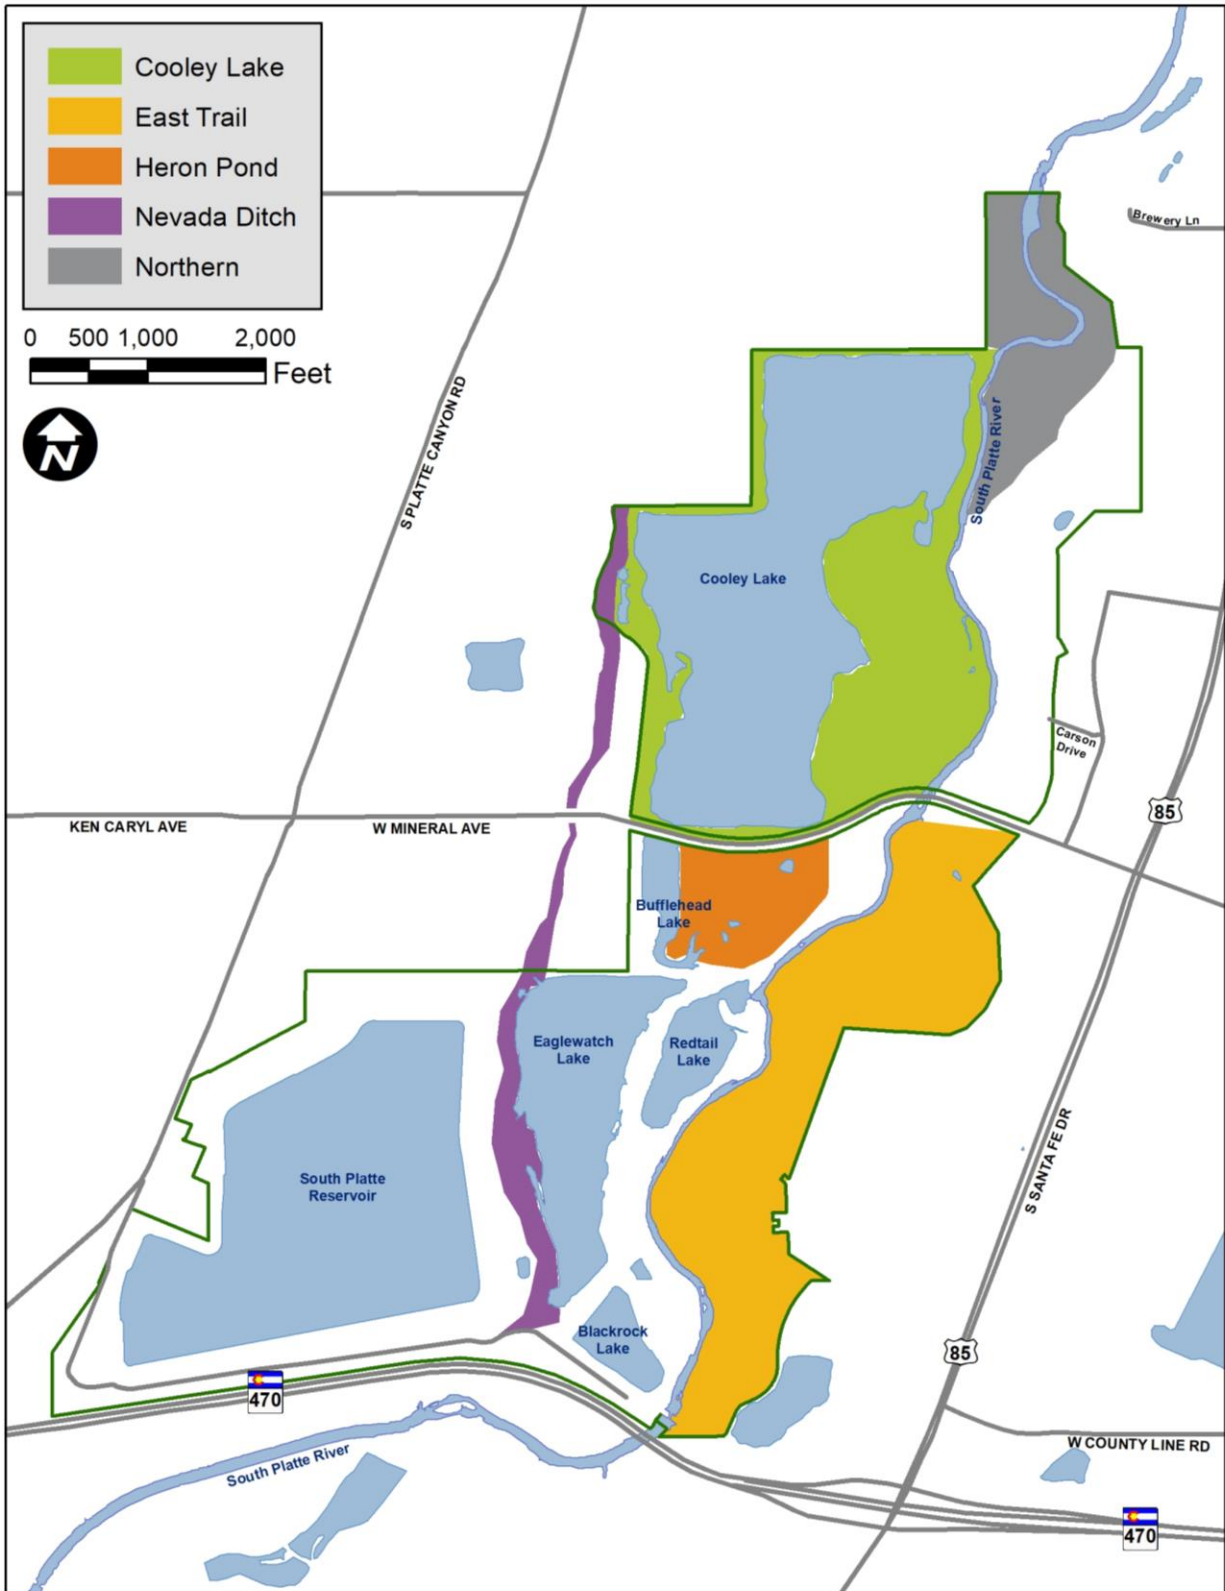 Cooley Lake
East Trail
Heron Pond
Nevada Ditch
Northern
0 500 1,000 2,000
Feet
N
Brewery Ln
S PLATTE CANYON RD
South Platte River
Cooley Lake
Carson
Drive
85
KEN CARYL AVE
W MINERAL AVE
Bufflehead
Lake
Eaglewatch
Lake
Redtail
Lake
South Platte
Reservoir
S SANTA FE DR
Blackrock
Lake
85
470
South Platte River
W COUNTY LINE RD
470